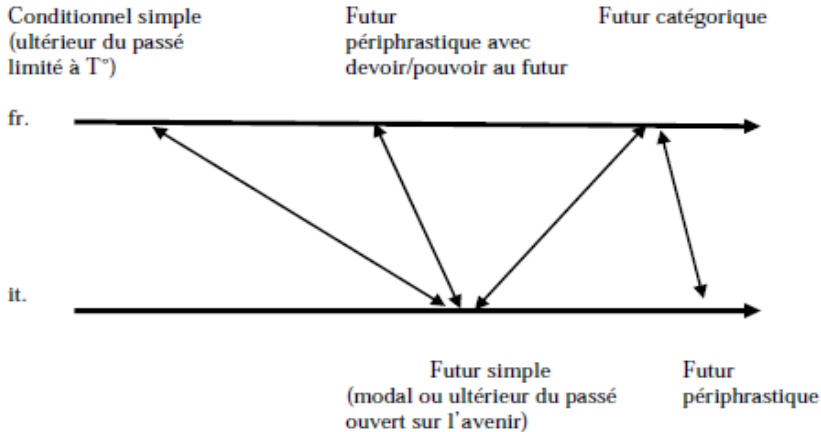 Conditionnel simple
(ultérieur du passé
limité à T°)
Futur
périphrastique avec
devoir/pouvoir au futur
Futur catégorique
fr.
it.
Futur simple
(modal ou ultérieur du passé
ouvert sur l'avenir)
Futur
périphrastique